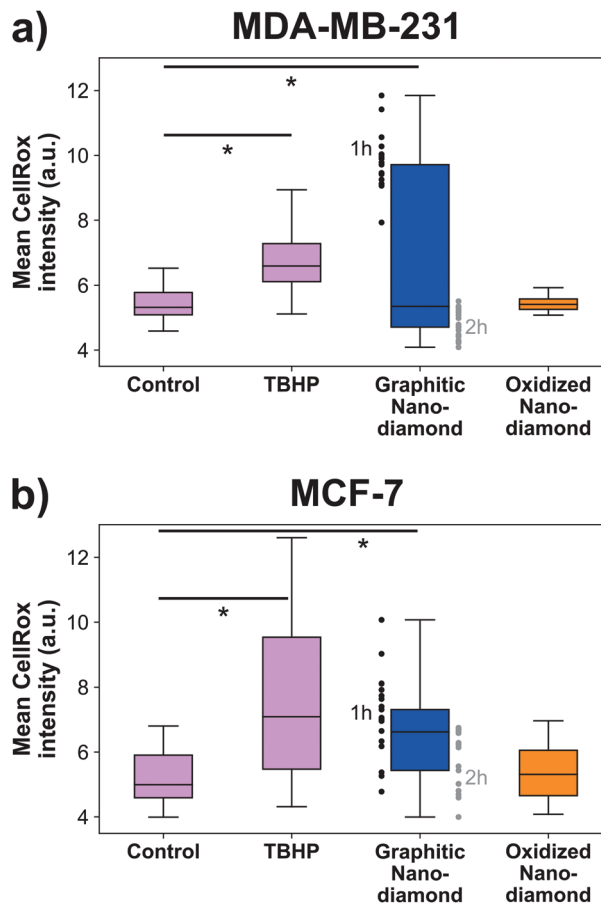 a) MDA-MB-231
Mean CellRox
intensity (a.u.)
12
10
8
6
4
*
*
1h
2h
Control TBHP Graphitic Oxidized
Nano- Nano-
diamond diamond
b) MCF-7
Mean CellRox
intensity (a.u.)
12
10
8
6
4
*
*
1h
2h
Control TBHP Graphitic Oxidized
Nano- Nano-
diamond diamond